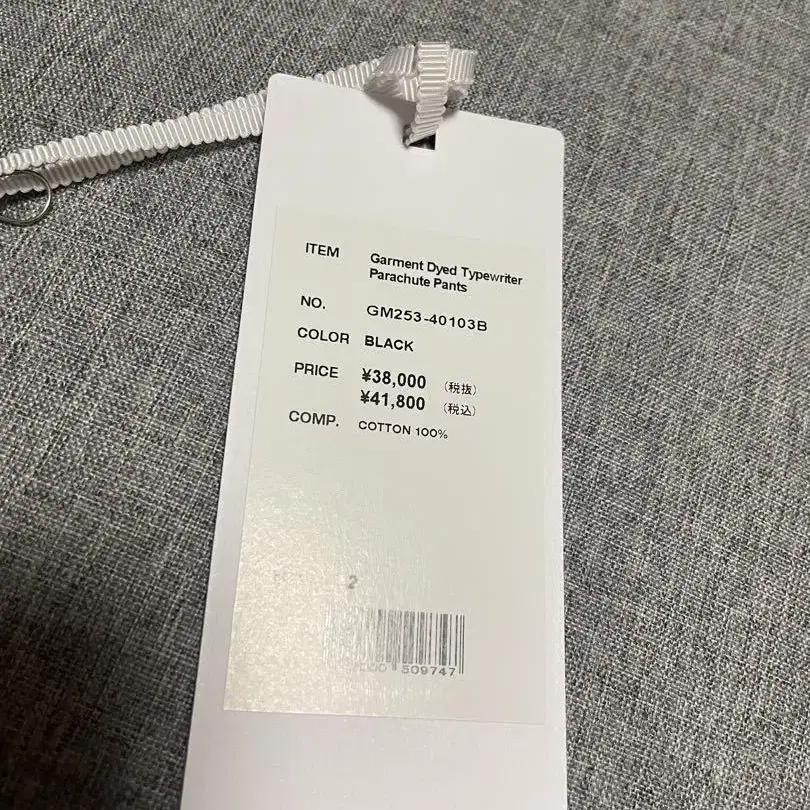 ITEM Garment Dyed Typewriter
Parachute Pants
NO. GM253-40103B
COLOR BLACK
PRICE ¥38,000 (税抜)
¥41,800 (税込)
COMP. COTTON 100%
2
509747